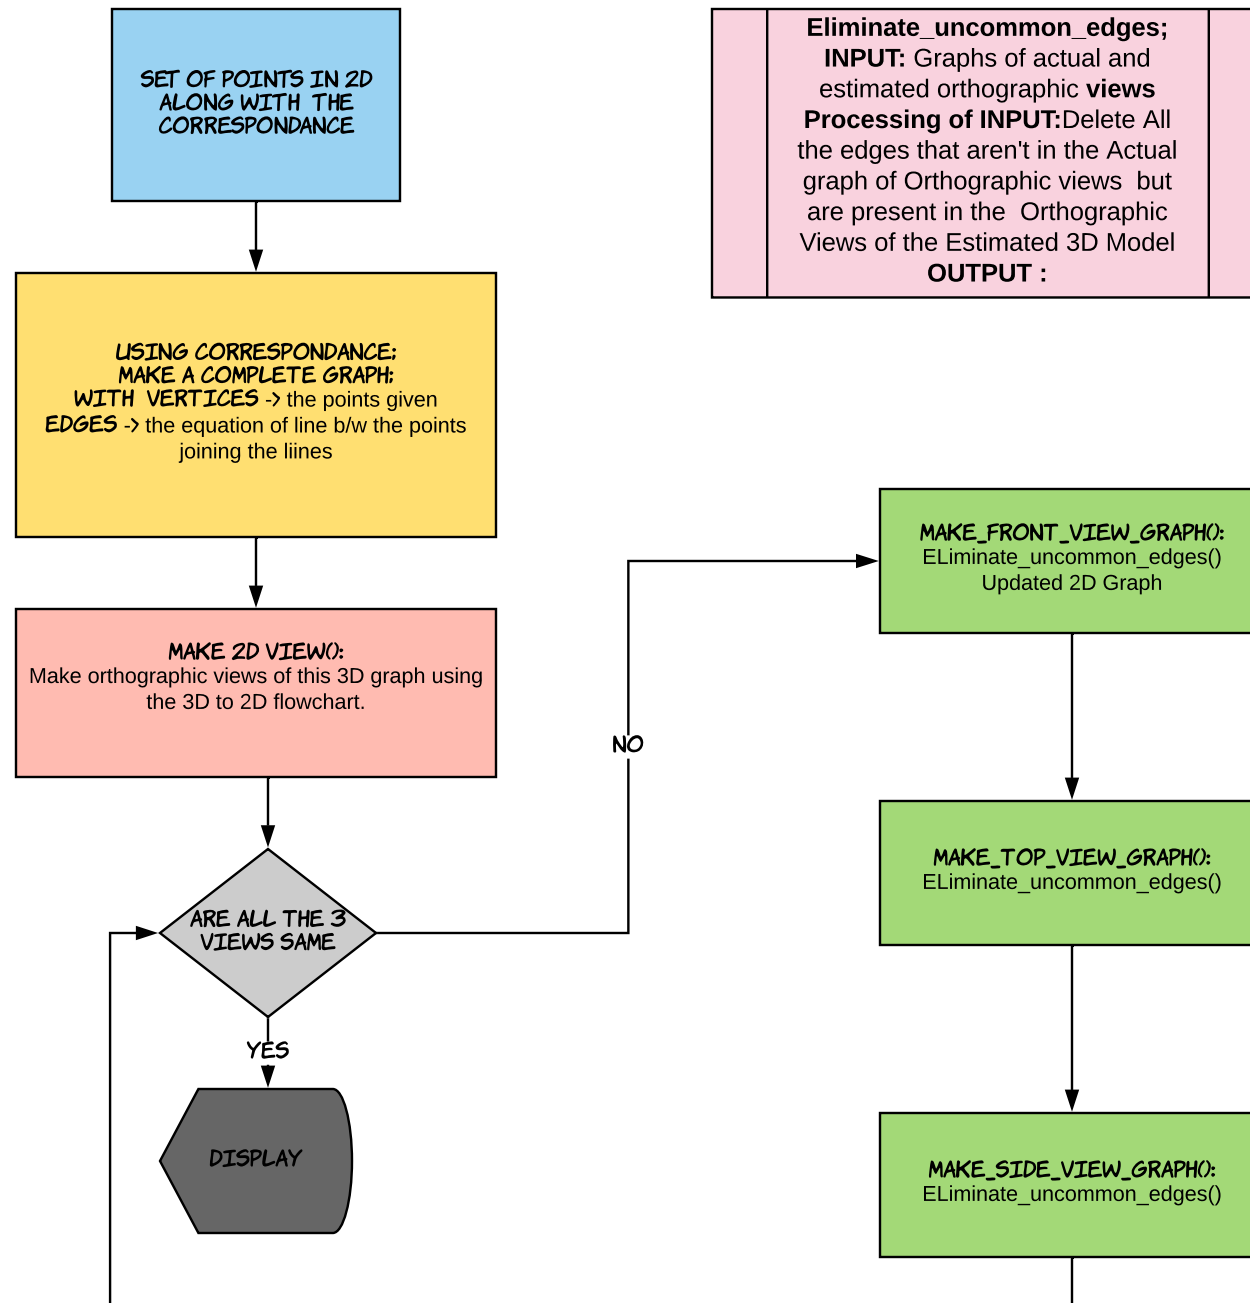 SET OF POINTS IN 2D
ALONG WITH THE
CORRESPONDANCE
Eliminate_uncommon_edges;
INPUT: Graphs of actual and
estimated orthographic views
Processing of INPUT:Delete All
the edges that aren't in the Actual
graph of Orthographic views but
are present in the Orthographic
Views of the Estimated 3D Model
OUTPUT :
USING CORRESPONDANCE;
MAKE A COMPLETE GRAPH;
WITH VERTICES -> the points given
EDGES -> the equation of line b/w the points
joining the liines
MAKE 2D VIEW():
Make orthographic views of this 3D graph using
the 3D to 2D flowchart.
ARE ALL THE 3
VIEWS SAME
NO
YES
DISPLAY
MAKE_FRONT_VIEW_GRAPH():
ELiminate_uncommon_edges()
Updated 2D Graph
MAKE_TOP_VIEW_GRAPH():
ELiminate_uncommon_edges()
MAKE_SIDE_VIEW_GRAPH():
ELiminate_uncommon_edges()